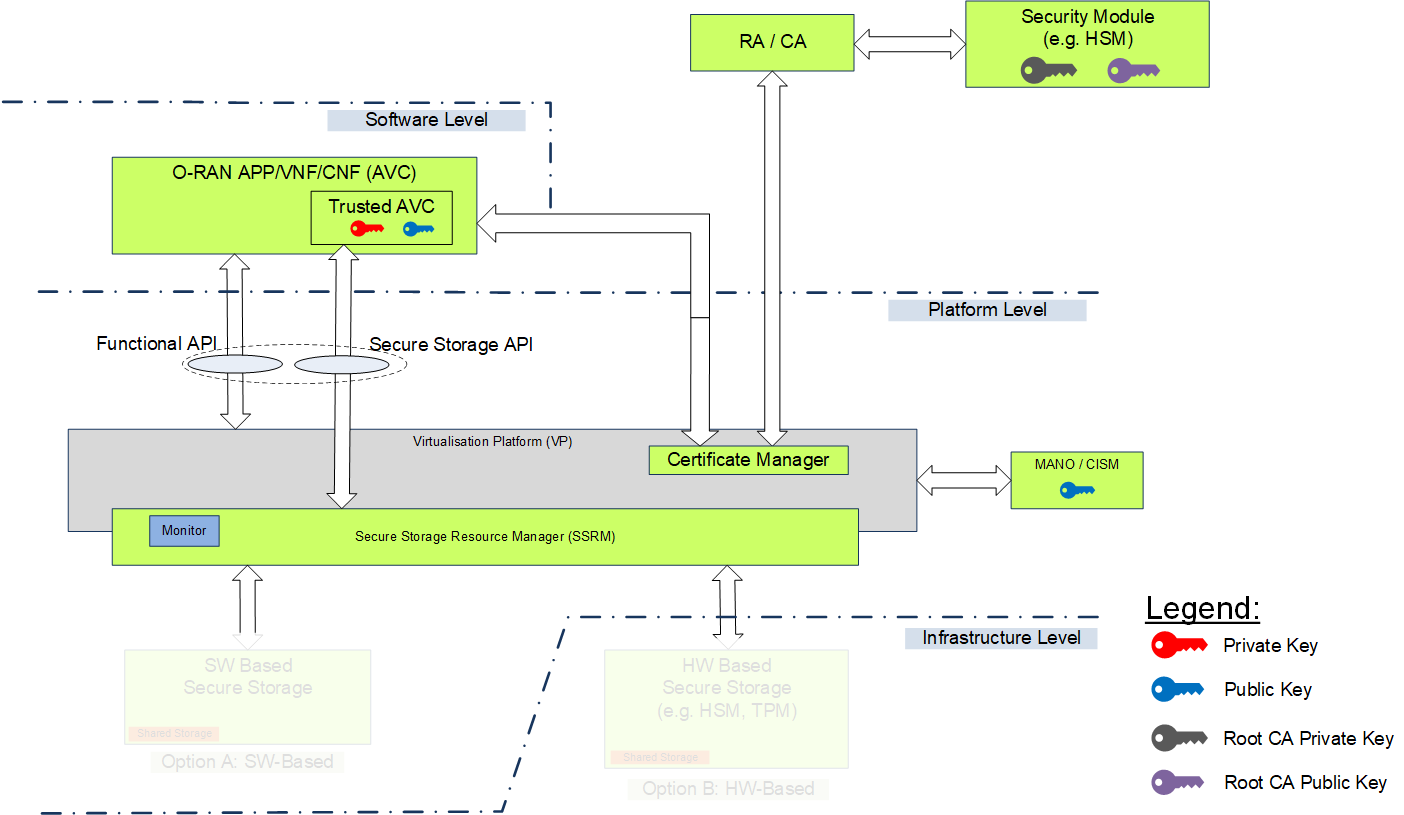 Security Module
(e.g. HSM)
RA / CA
Software Level
O-RAN APP/VNF/CNF (AVC)
Trusted AVC
Platform Level
Functional API
Secure Storage API
Virtualisation Platform (VP)
Certificate Manager
MANO / CISM
Monitor
Secure Storage Resource Manager (SSRM)
Legend:
Infrastructure Level
Private Key
SW Based
Secure Storage
HW Based
Secure Storage
(e.g. HSM, TPM)
Public Key
Shared Storage
Shared Storage
Root CA Private Key
Option A: SW-Based
Option B: HW-Based
Root CA Public Key